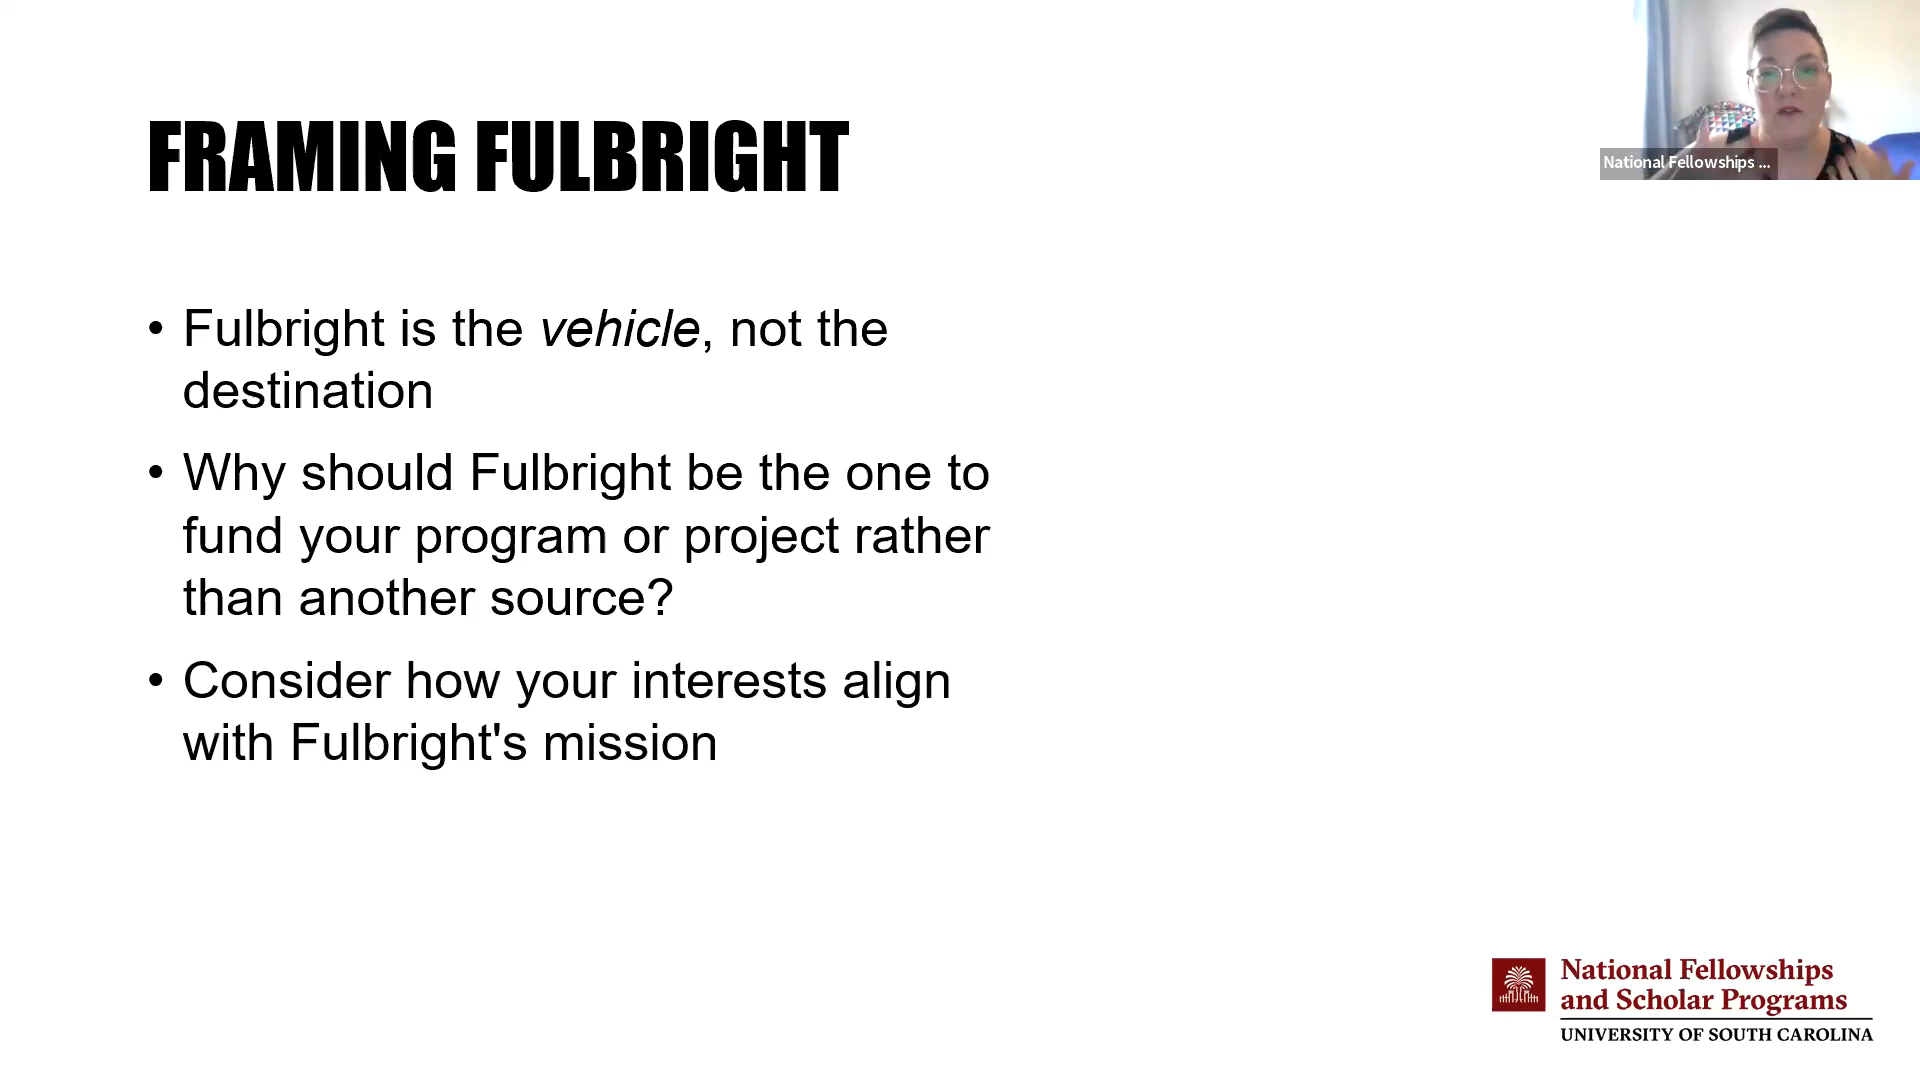 FRAMING FULBRIGHT
• Fulbright is the vehicle, not the
destination
• Why should Fulbright be the one to
fund your program or project rather
than another source?
• Consider how your interests align
with Fulbright's mission
National Fellowships ...
National Fellowships
and Scholar Programs
UNIVERSITY OF SOUTH CAROLINA